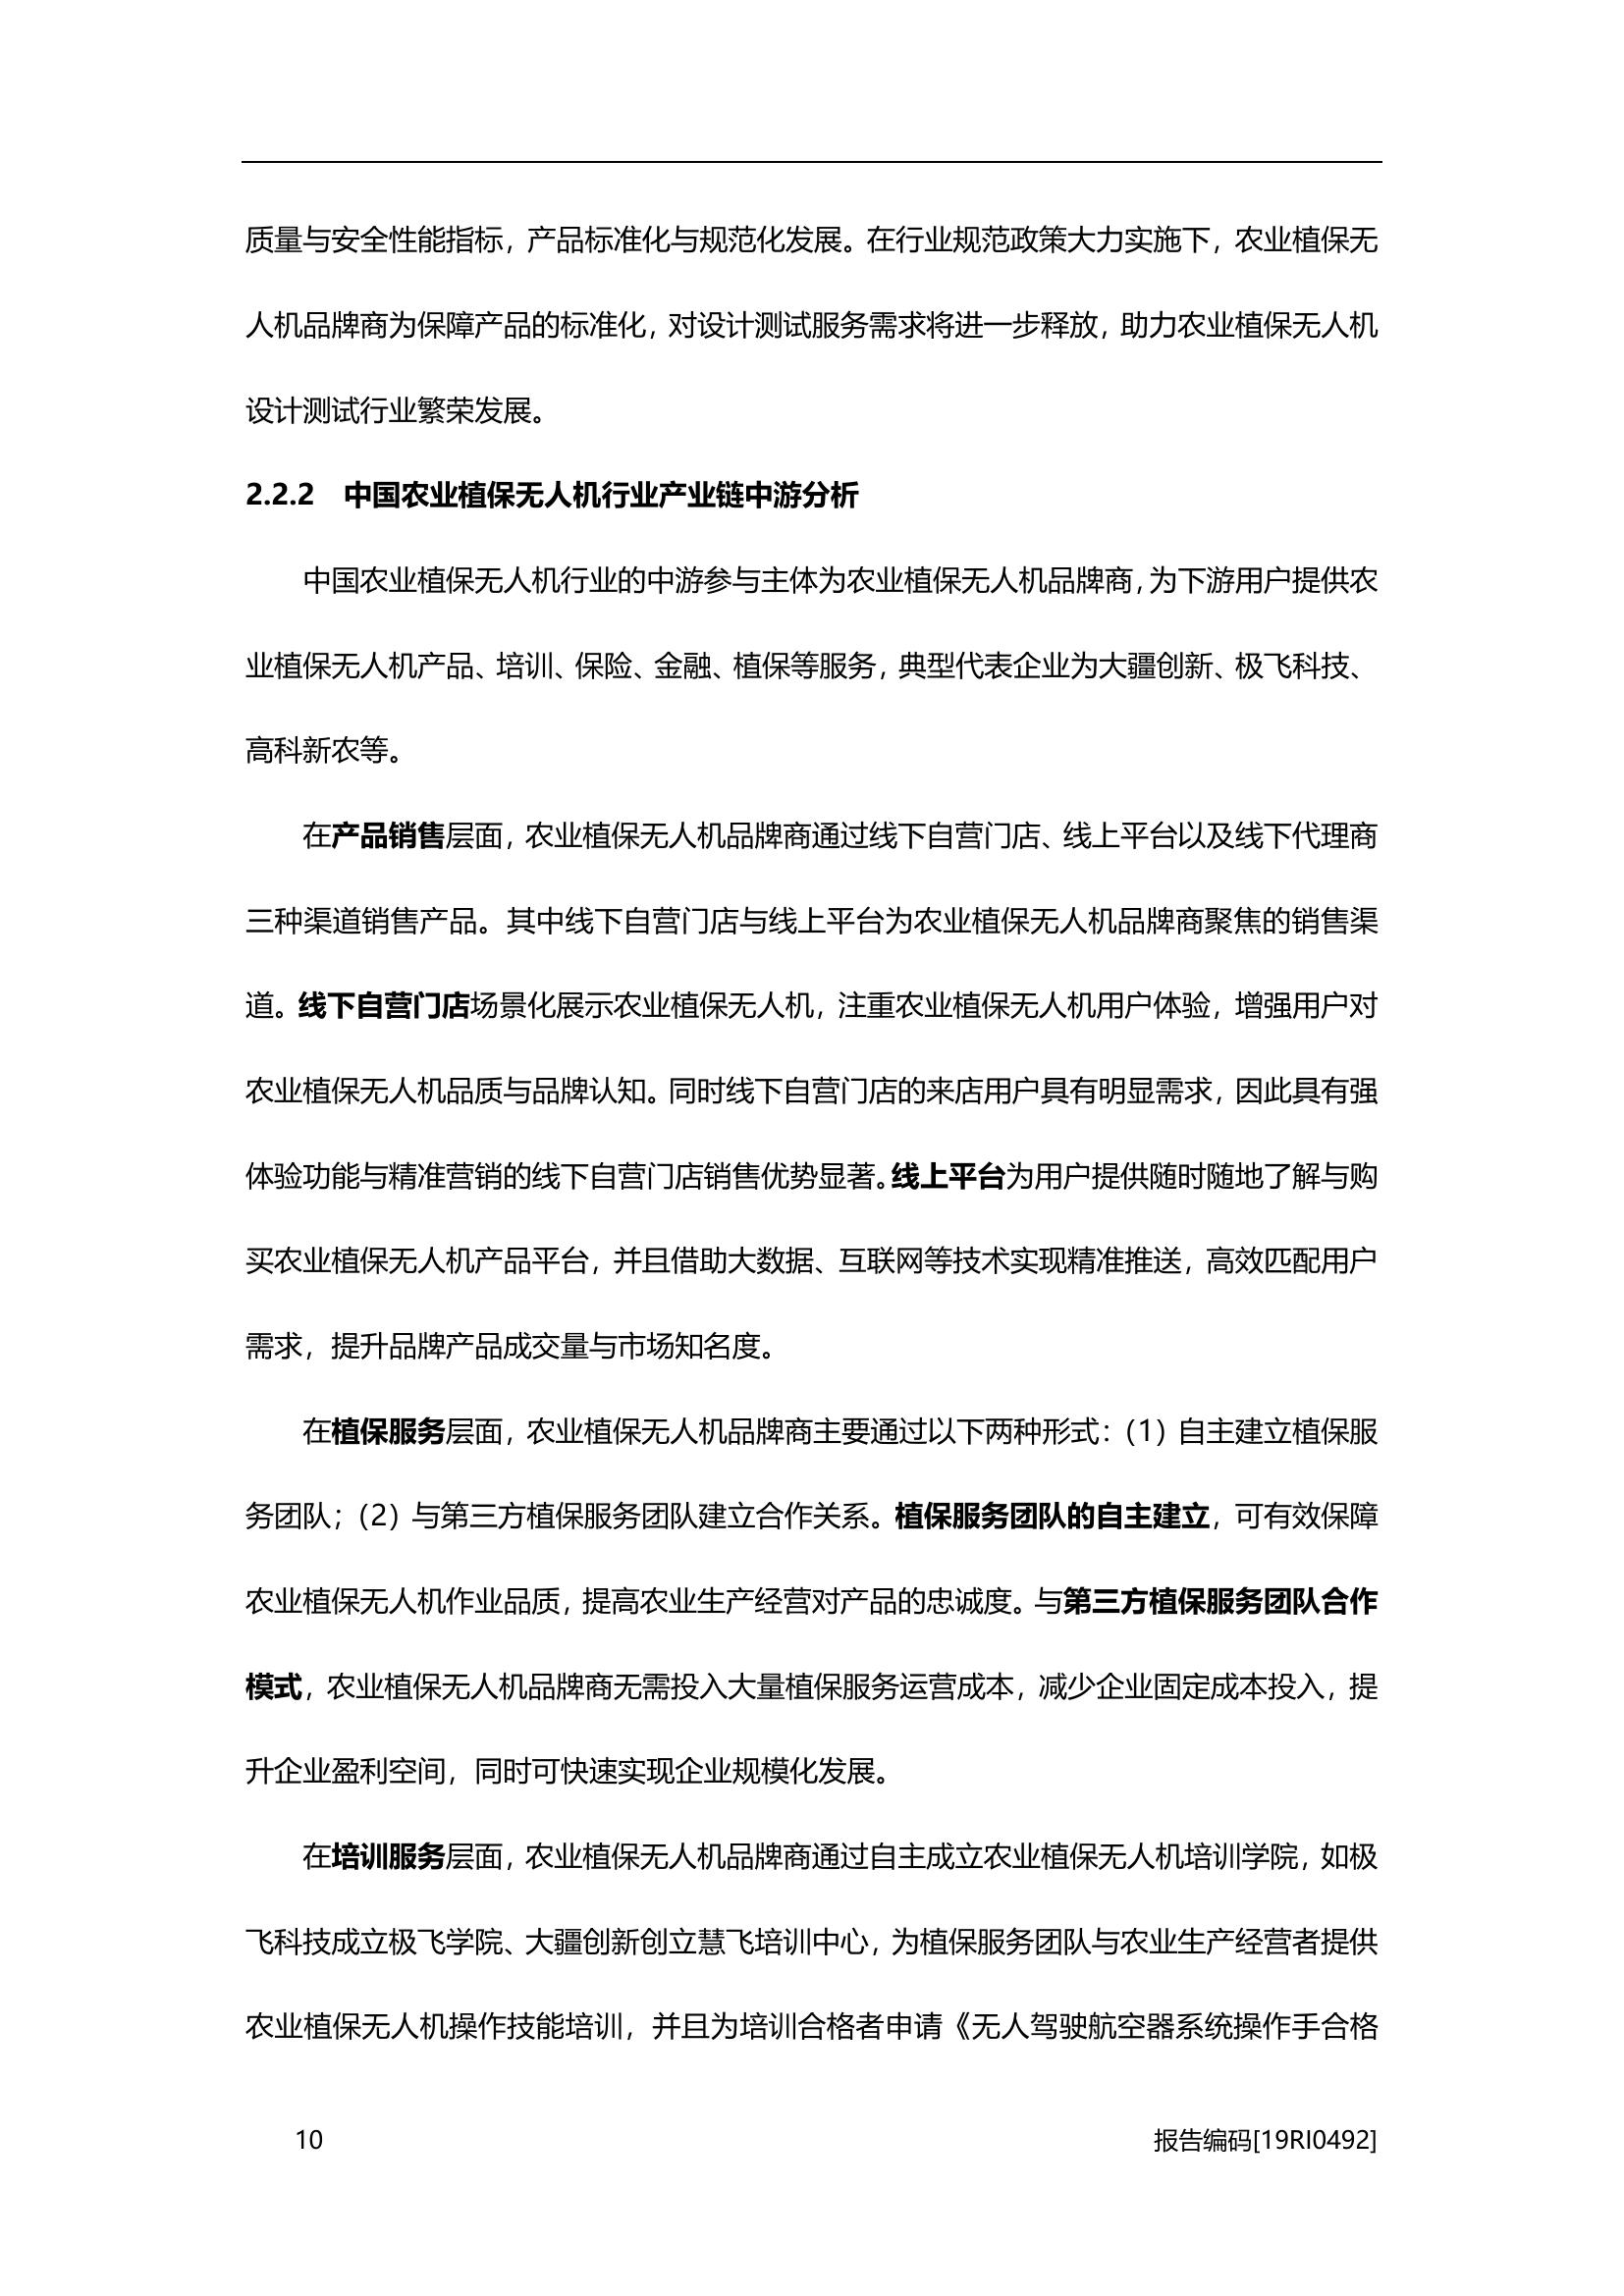 质量与安全性能指标，产品标准化与规范化发展。在行业规范政策大力实施下，农业植保无
人机品牌商为保障产品的标准化，对设计测试服务需求将进一步释放，助力农业植保无人机
设计测试行业繁荣发展。
2.2.2 中国农业植保无人机行业产业链中游分析
中国农业植保无人机行业的中游参与主体为农业植保无人机品牌商，为下游用户提供农
业植保无人机产品、培训、保险、金融、植保等服务，典型代表企业为大疆创新、极飞科技、
高科新农等。
在产品销售层面，农业植保无人机品牌商通过线下自营门店、线上平台以及线下代理商
三种渠道销售产品。其中线下自营门店与线上平台为农业植保无人机品牌商聚焦的销售渠
道。线下自营门店场景化展示农业植保无人机，注重农业植保无人机用户体验，增强用户对
农业植保无人机品质与品牌认知。同时线下自营门店的来店用户具有明显需求，因此具有强
体验功能与精准营销的线下自营门店销售优势显著。线上平台为用户提供随时随地了解与购
买农业植保无人机产品平台，并且借助大数据、互联网等技术实现精准推送，高效匹配用户
需求，提升品牌产品成交量与市场知名度。
在植保服务层面，农业植保无人机品牌商主要通过以下两种形式：（1）自主建立植保服
务团队；（2）与第三方植保服务团队建立合作关系。植保服务团队的自主建立，可有效保障
农业植保无人机作业品质，提高农业生产经营对产品的忠诚度。与第三方植保服务团队合作
模式，农业植保无人机品牌商无需投入大量植保服务运营成本，减少企业固定成本投入，提
升企业盈利空间，同时可快速实现企业规模化发展。
在培训服务层面，农业植保无人机品牌商通过自主成立农业植保无人机培训学院，如极
飞科技成立极飞学院、大疆创新创立慧飞培训中心，为植保服务团队与农业生产经营者提供
农业植保无人机操作技能培训，并且为培训合格者申请《无人驾驶航空器系统操作手合格
10 报告编码[19RI0492]